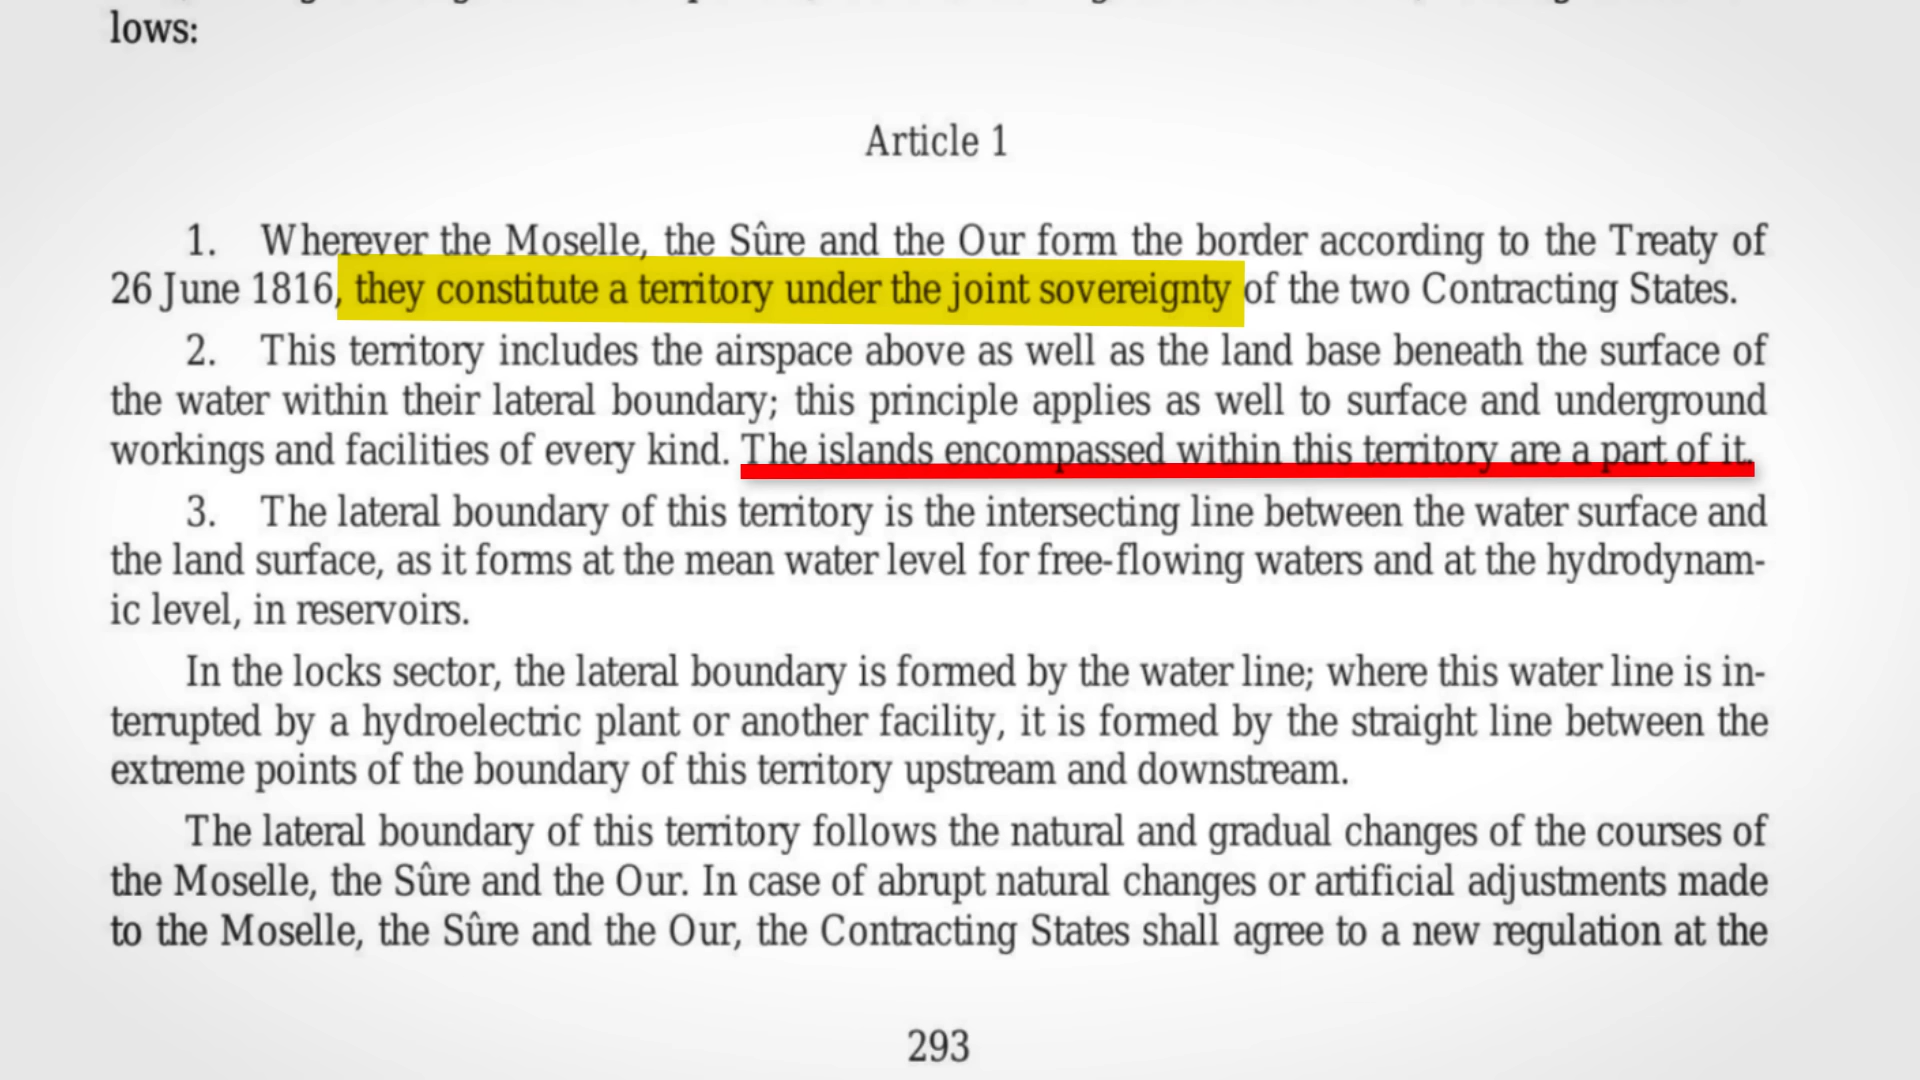 lows:
Article 1
1. Wherever the Moselle, the Sûre and the Our form the border according to the Treaty of
26 June 1816, they constitute a territory under the joint sovereignty of the two Contracting States.
2. This territory includes the airspace above as well as the land base beneath the surface of
the water within their lateral boundary; this principle applies as well to surface and underground
workings and facilities of every kind. The islands encompassed within this territory are a part of it.
3. The lateral boundary of this territory is the intersecting line between the water surface and
the land surface, as it forms at the mean water level for free-flowing waters and at the hydrodynam-
ic level, in reservoirs.
In the locks sector, the lateral boundary is formed by the water line; where this water line is in-
terrupted by a hydroelectric plant or another facility, it is formed by the straight line between the
extreme points of the boundary of this territory upstream and downstream.
The lateral boundary of this territory follows the natural and gradual changes of the courses of
the Moselle, the Sûre and the Our. In case of abrupt natural changes or artificial adjustments made
to the Moselle, the Sûre and the Our, the Contracting States shall agree to a new regulation at the
293